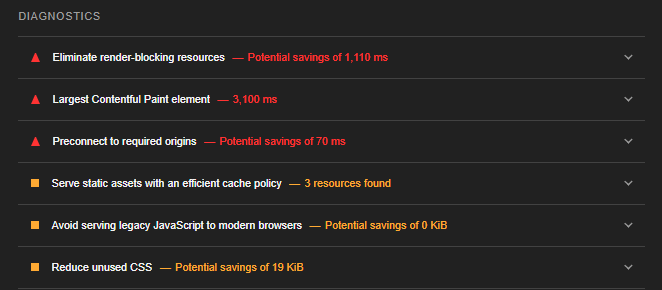 DIAGNOSTICS
Eliminate render-blocking resources — Potential savings of 1,110 ms
Largest Contentful Paint element — 3,100 ms
Preconnect to required origins — Potential savings of 70 ms
Serve static assets with an efficient cache policy — 3 resources found
Avoid serving legacy JavaScript to modern browsers — Potential savings of 0 KiB
Reduce unused CSS — Potential savings of 19 KiB